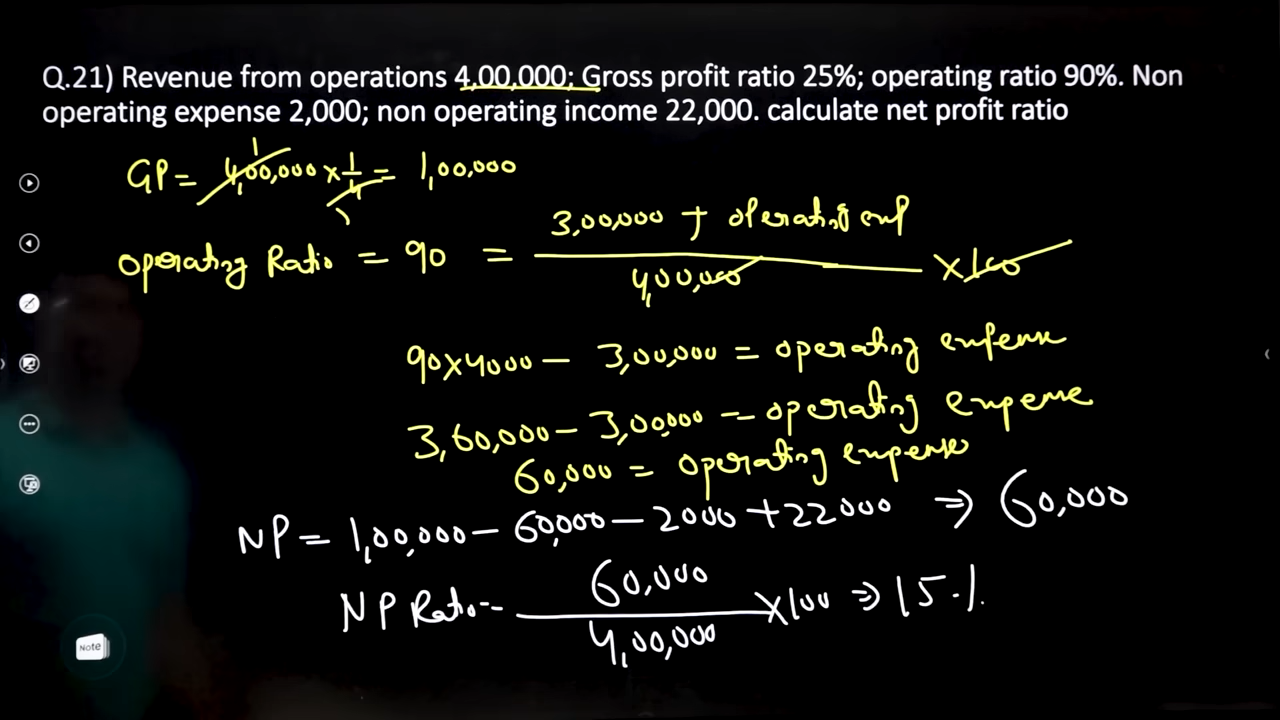 Q.21) Revenue from operations 4,00,000; Gross profit ratio 25%; operating ratio 90%. Non
operating expense 2,000; non operating income 22,000. calculate net profit ratio
1
GP = 4,00,000 x 1/4 = 1,00,000
Operating Ratio = 90 = 3,00,000 + operating exp / 4,00,000 x 100
90x4000 - 3,00,000 = operating expense
3,60,000 - 3,00,000 = operating expense
60,000 = operating expense
NP = 1,00,000 - 60,000 - 2000 + 22000 ⇒ 60,000
NP Ratio = 60,000 / 4,00,000 x 100 ⇒ 15%
Note